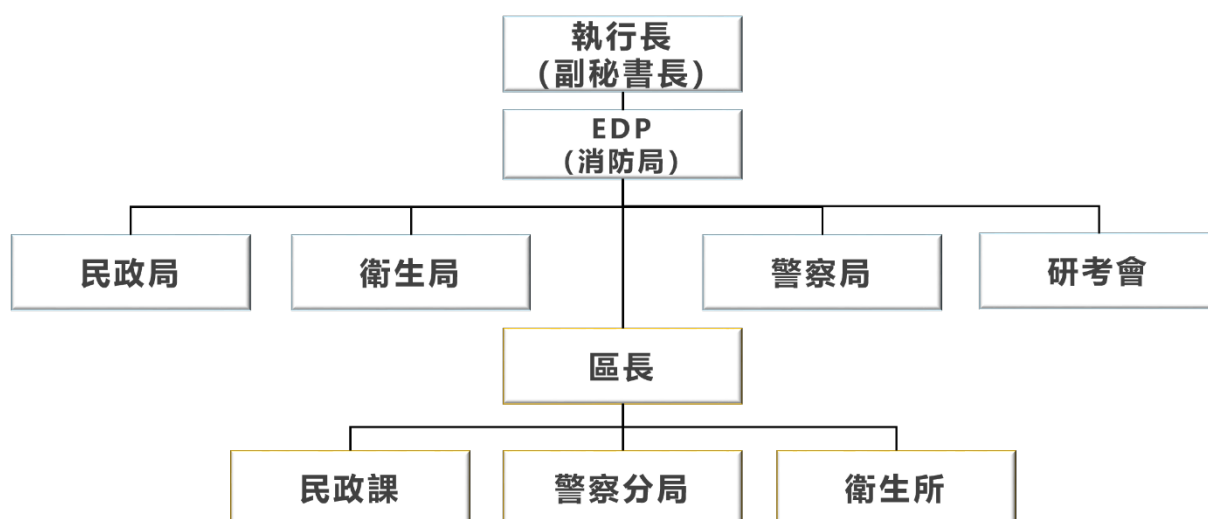 執行長
(副秘書長)
EDP
(消防局)
民政局
衛生局
警察局
研考會
區長
民政課
警察分局
衛生所